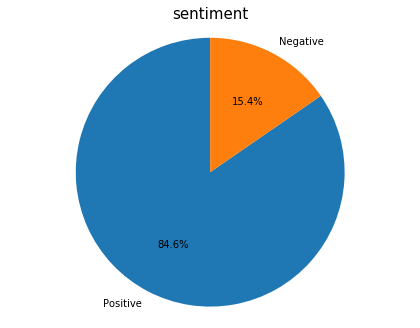 sentiment
Negative
15.4%
84.6%
Positive